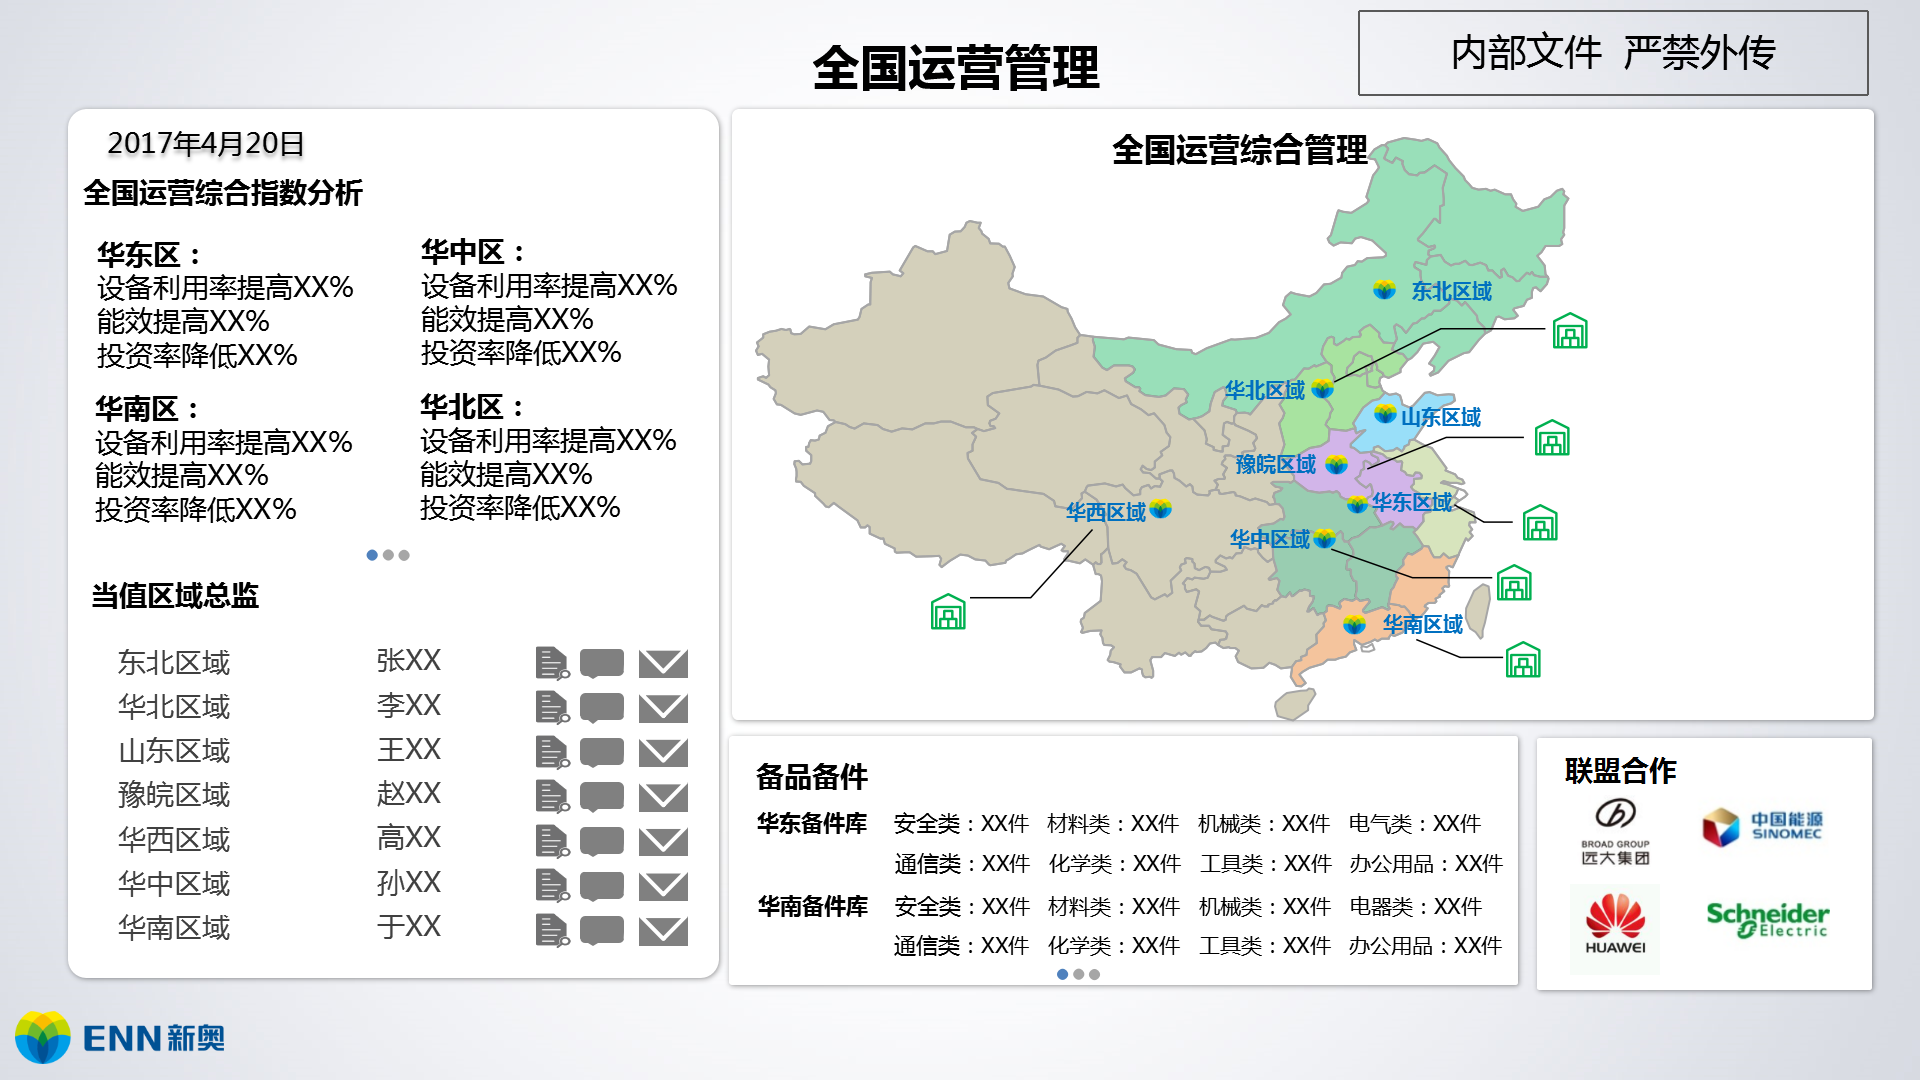 全国运营管理
内部文件 严禁外传
2017年4月20日
全国运营综合指数分析
华东区：
设备利用率提高XX%
能效提高XX%
投资率降低XX%
华中区：
设备利用率提高XX%
能效提高XX%
投资率降低XX%
华南区：
设备利用率提高XX%
能效提高XX%
投资率降低XX%
华北区：
设备利用率提高XX%
能效提高XX%
投资率降低XX%
当值区域总监
东北区域 张XX
华北区域 李XX
山东区域 王XX
豫皖区域 赵XX
华西区域 高XX
华中区域 孙XX
华南区域 于XX
全国运营综合管理
东北区域
华北区域
山东区域
豫皖区域
华东区域
华西区域
华中区域
华南区域
备品备件
华东备件库 安全类：XX件 材料类：XX件 机械类：XX件 电气类：XX件
通信类：XX件 化学类：XX件 工具类：XX件 办公用品：XX件
华南备件库 安全类：XX件 材料类：XX件 机械类：XX件 电器类：XX件
通信类：XX件 化学类：XX件 工具类：XX件 办公用品：XX件
联盟合作
BROAD GROUP
远大集团
中国能源
SINOMEC
HUAWEI
Schneider
Electric
ENN新奥